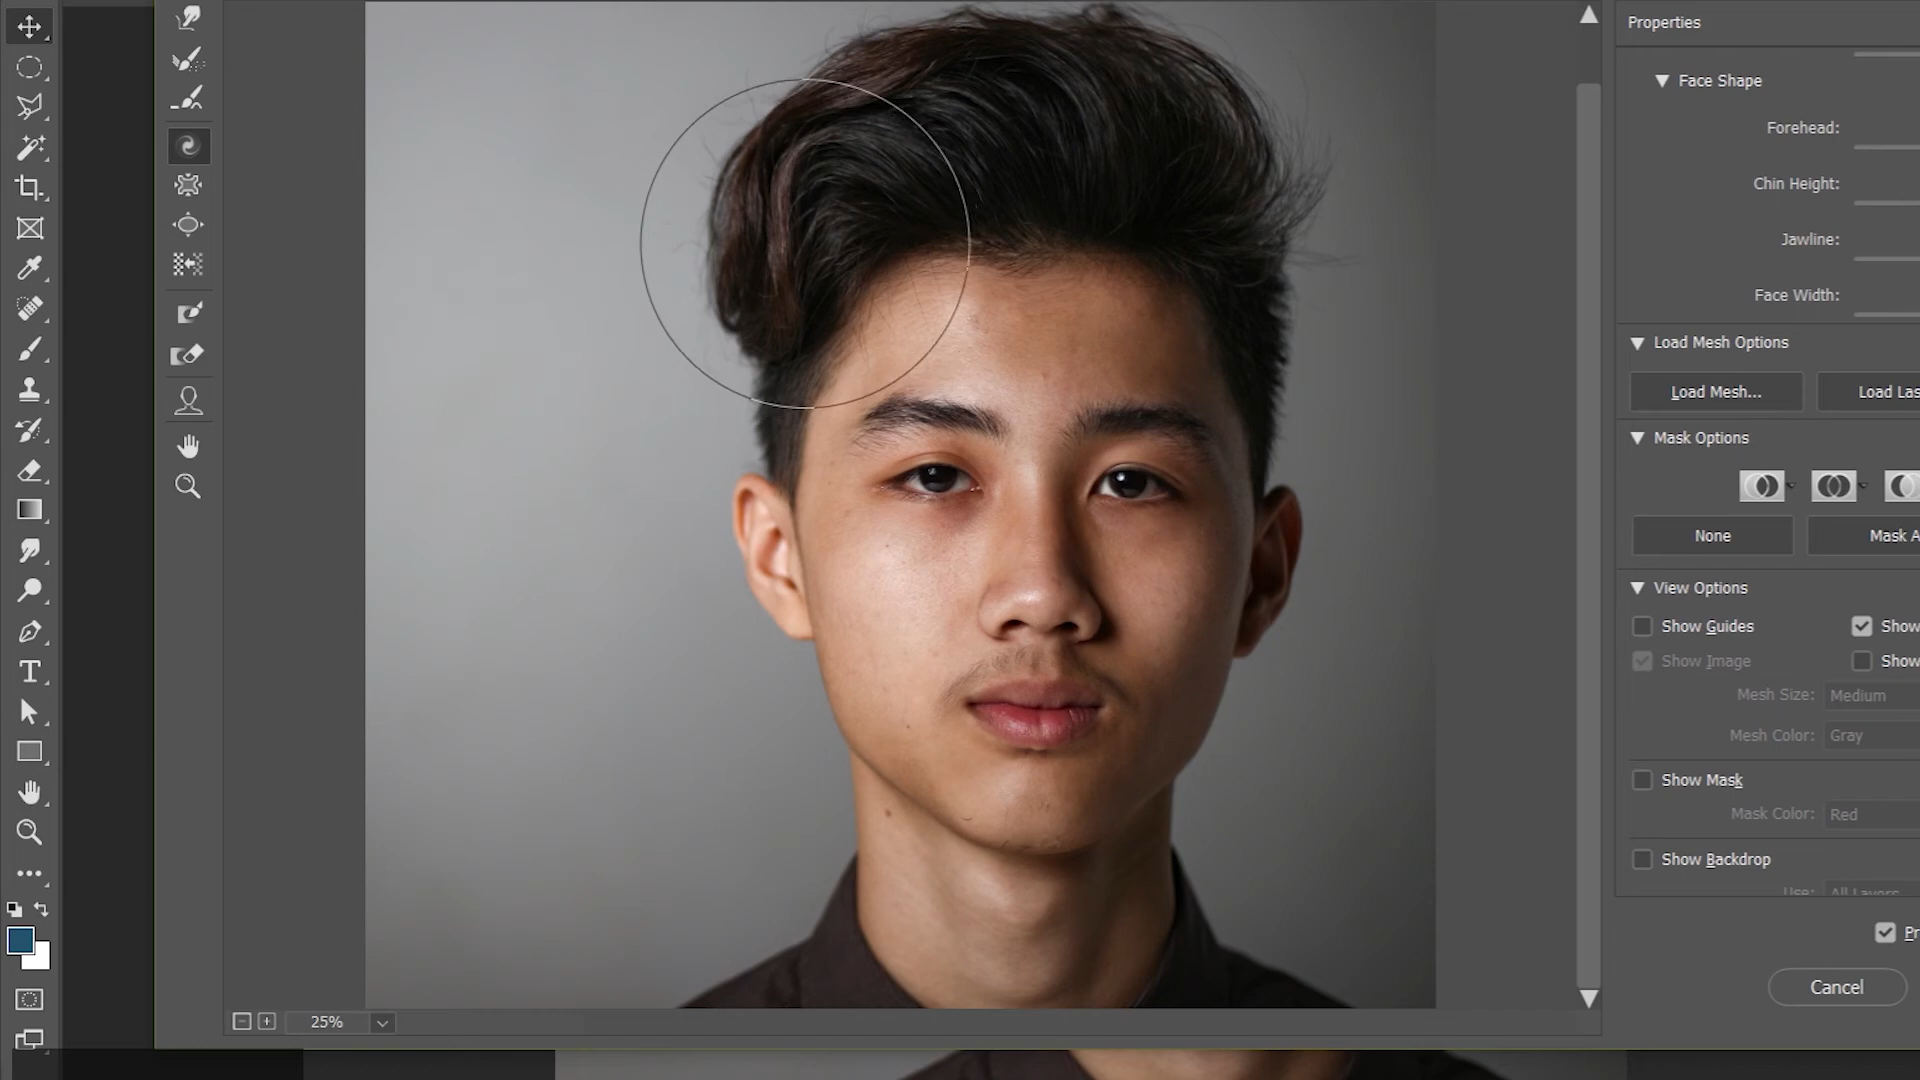 Properties
Face Shape
Forehead:
Chin Height:
Jawline:
Face Width:
Load Mesh Options
Load Mesh... Load Las
Mask Options
None Mask A
View Options
Show Guides Show
Show Image Show
Mesh Size: Medium
Mesh Color: Gray
Show Mask
Mask Color: Red
Show Backdrop
Use: All Layers
Pr
Cancel
25%